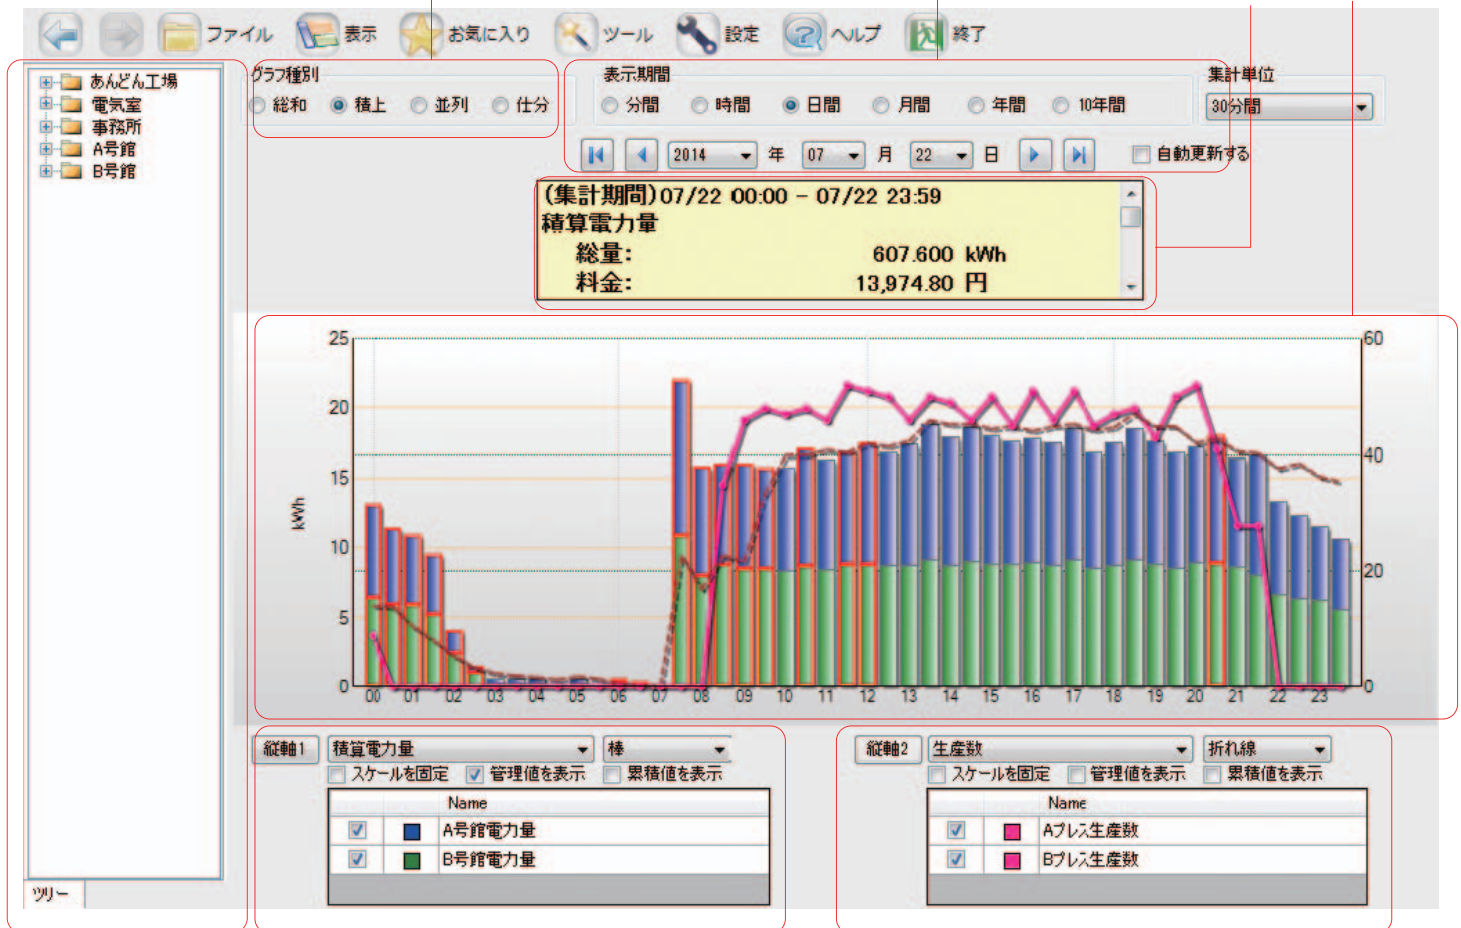 ファイル 表示 お気に入り ツール 設定 ヘルプ 終了
あんどん工場
電気室
事務所
A号館
B号館
ツリー
グラフ種別
総和 積上 並列 仕分
表示期間
分間 時間 日間 月間 年間 10年間
集計単位
30分間
2014 年 07 月 22 日
自動更新する
(集計期間)07/22 00:00 - 07/22 23:59
積算電力量
総量: 607.600 kWh
料金: 13,974.80 円
kWh
25
20
15
10
5
0
60
40
20
0
00 01 02 03 04 05 06 07 08 09 10 11 12 13 14 15 16 17 18 19 20 21 22 23
縦軸1 積算電力量 棒
スケールを固定 管理値を表示 累積値を表示
Name
A号館電力量
B号館電力量
縦軸2 生産数 折れ線
スケールを固定 管理値を表示 累積値を表示
Name
Aプレス生産数
Bプレス生産数